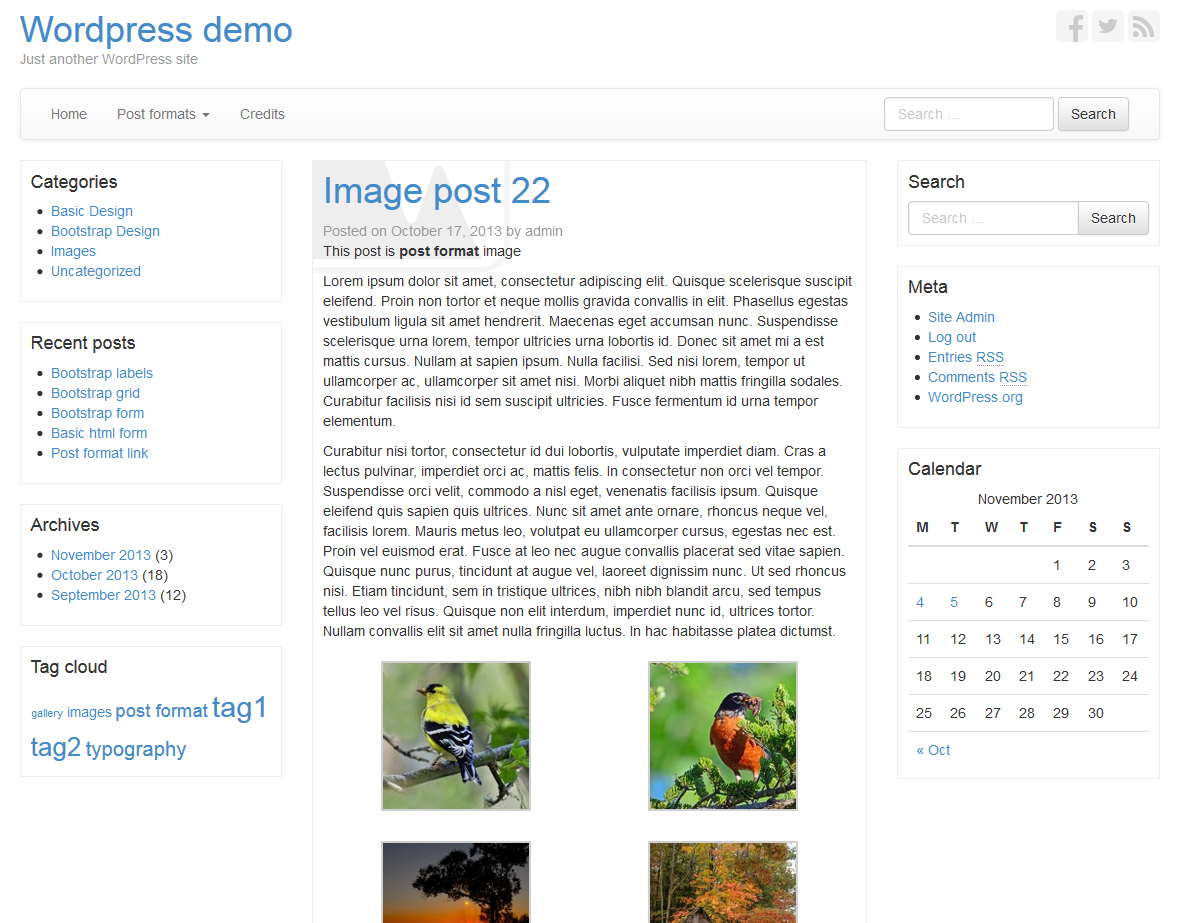 Wordpress demo
Just another WordPress site
Home Post formats Credits Search … Search
Categories
Basic Design
Bootstrap Design
Images
Uncategorized
Recent posts
Bootstrap labels
Bootstrap grid
Bootstrap form
Basic html form
Post format link
Archives
November 2013 (3)
October 2013 (18)
September 2013 (12)
Tag cloud
gallery images post format tag1
tag2 typography
Image post 22
Posted on October 17, 2013 by admin
This post is post format image
Lorem ipsum dolor sit amet, consectetur adipiscing elit. Quisque scelerisque suscipit
eleifend. Proin non tortor et neque mollis gravida convallis in elit. Phasellus egestas
vestibulum ligula sit amet hendrerit. Maecenas eget accumsan nunc. Suspendisse
scelerisque urna lorem, tempor ultricies urna lobortis id. Donec sit amet mi a est
mattis cursus. Nullam at sapien ipsum. Nulla facilisi. Sed nisi lorem, tempor ut
ullamcorper ac, ullamcorper sit amet nisi. Morbi aliquet nibh mattis fringilla sodales.
Curabitur facilisis nisi id sem suscipit ultricies. Fusce fermentum id urna tempor
elementum.
Curabitur nisi tortor, consectetur id dui lobortis, vulputate imperdiet diam. Cras a
lectus pulvinar, imperdiet orci ac, mattis felis. In consectetur non orci vel tempor.
Suspendisse orci velit, commodo a nisl eget, venenatis facilisis ipsum. Quisque
eleifend quis sapien quis ultrices. Nunc sit amet ante ornare, rhoncus neque vel,
facilisis lorem. Mauris metus leo, volutpat eu ullamcorper cursus, egestas nec est.
Proin vel euismod erat. Fusce at leo nec augue convallis placerat sed vitae sapien.
Quisque nunc purus, tincidunt at augue vel, laoreet dignissim nunc. Ut sed rhoncus
nisi. Etiam tincidunt, sem in tristique ultrices, nibh nibh blandit arcu, sed tempus
tellus leo vel risus. Quisque non elit interdum, imperdiet nunc id, ultrices tortor.
Nullam convallis elit sit amet nulla fringilla luctus. In hac habitasse platea dictumst.
Search
Search … Search
Meta
Site Admin
Log out
Entries RSS
Comments RSS
WordPress.org
Calendar
November 2013
M T W T F S S
1 2 3
4 5 6 7 8 9 10
11 12 13 14 15 16 17
18 19 20 21 22 23 24
25 26 27 28 29 30
« Oct